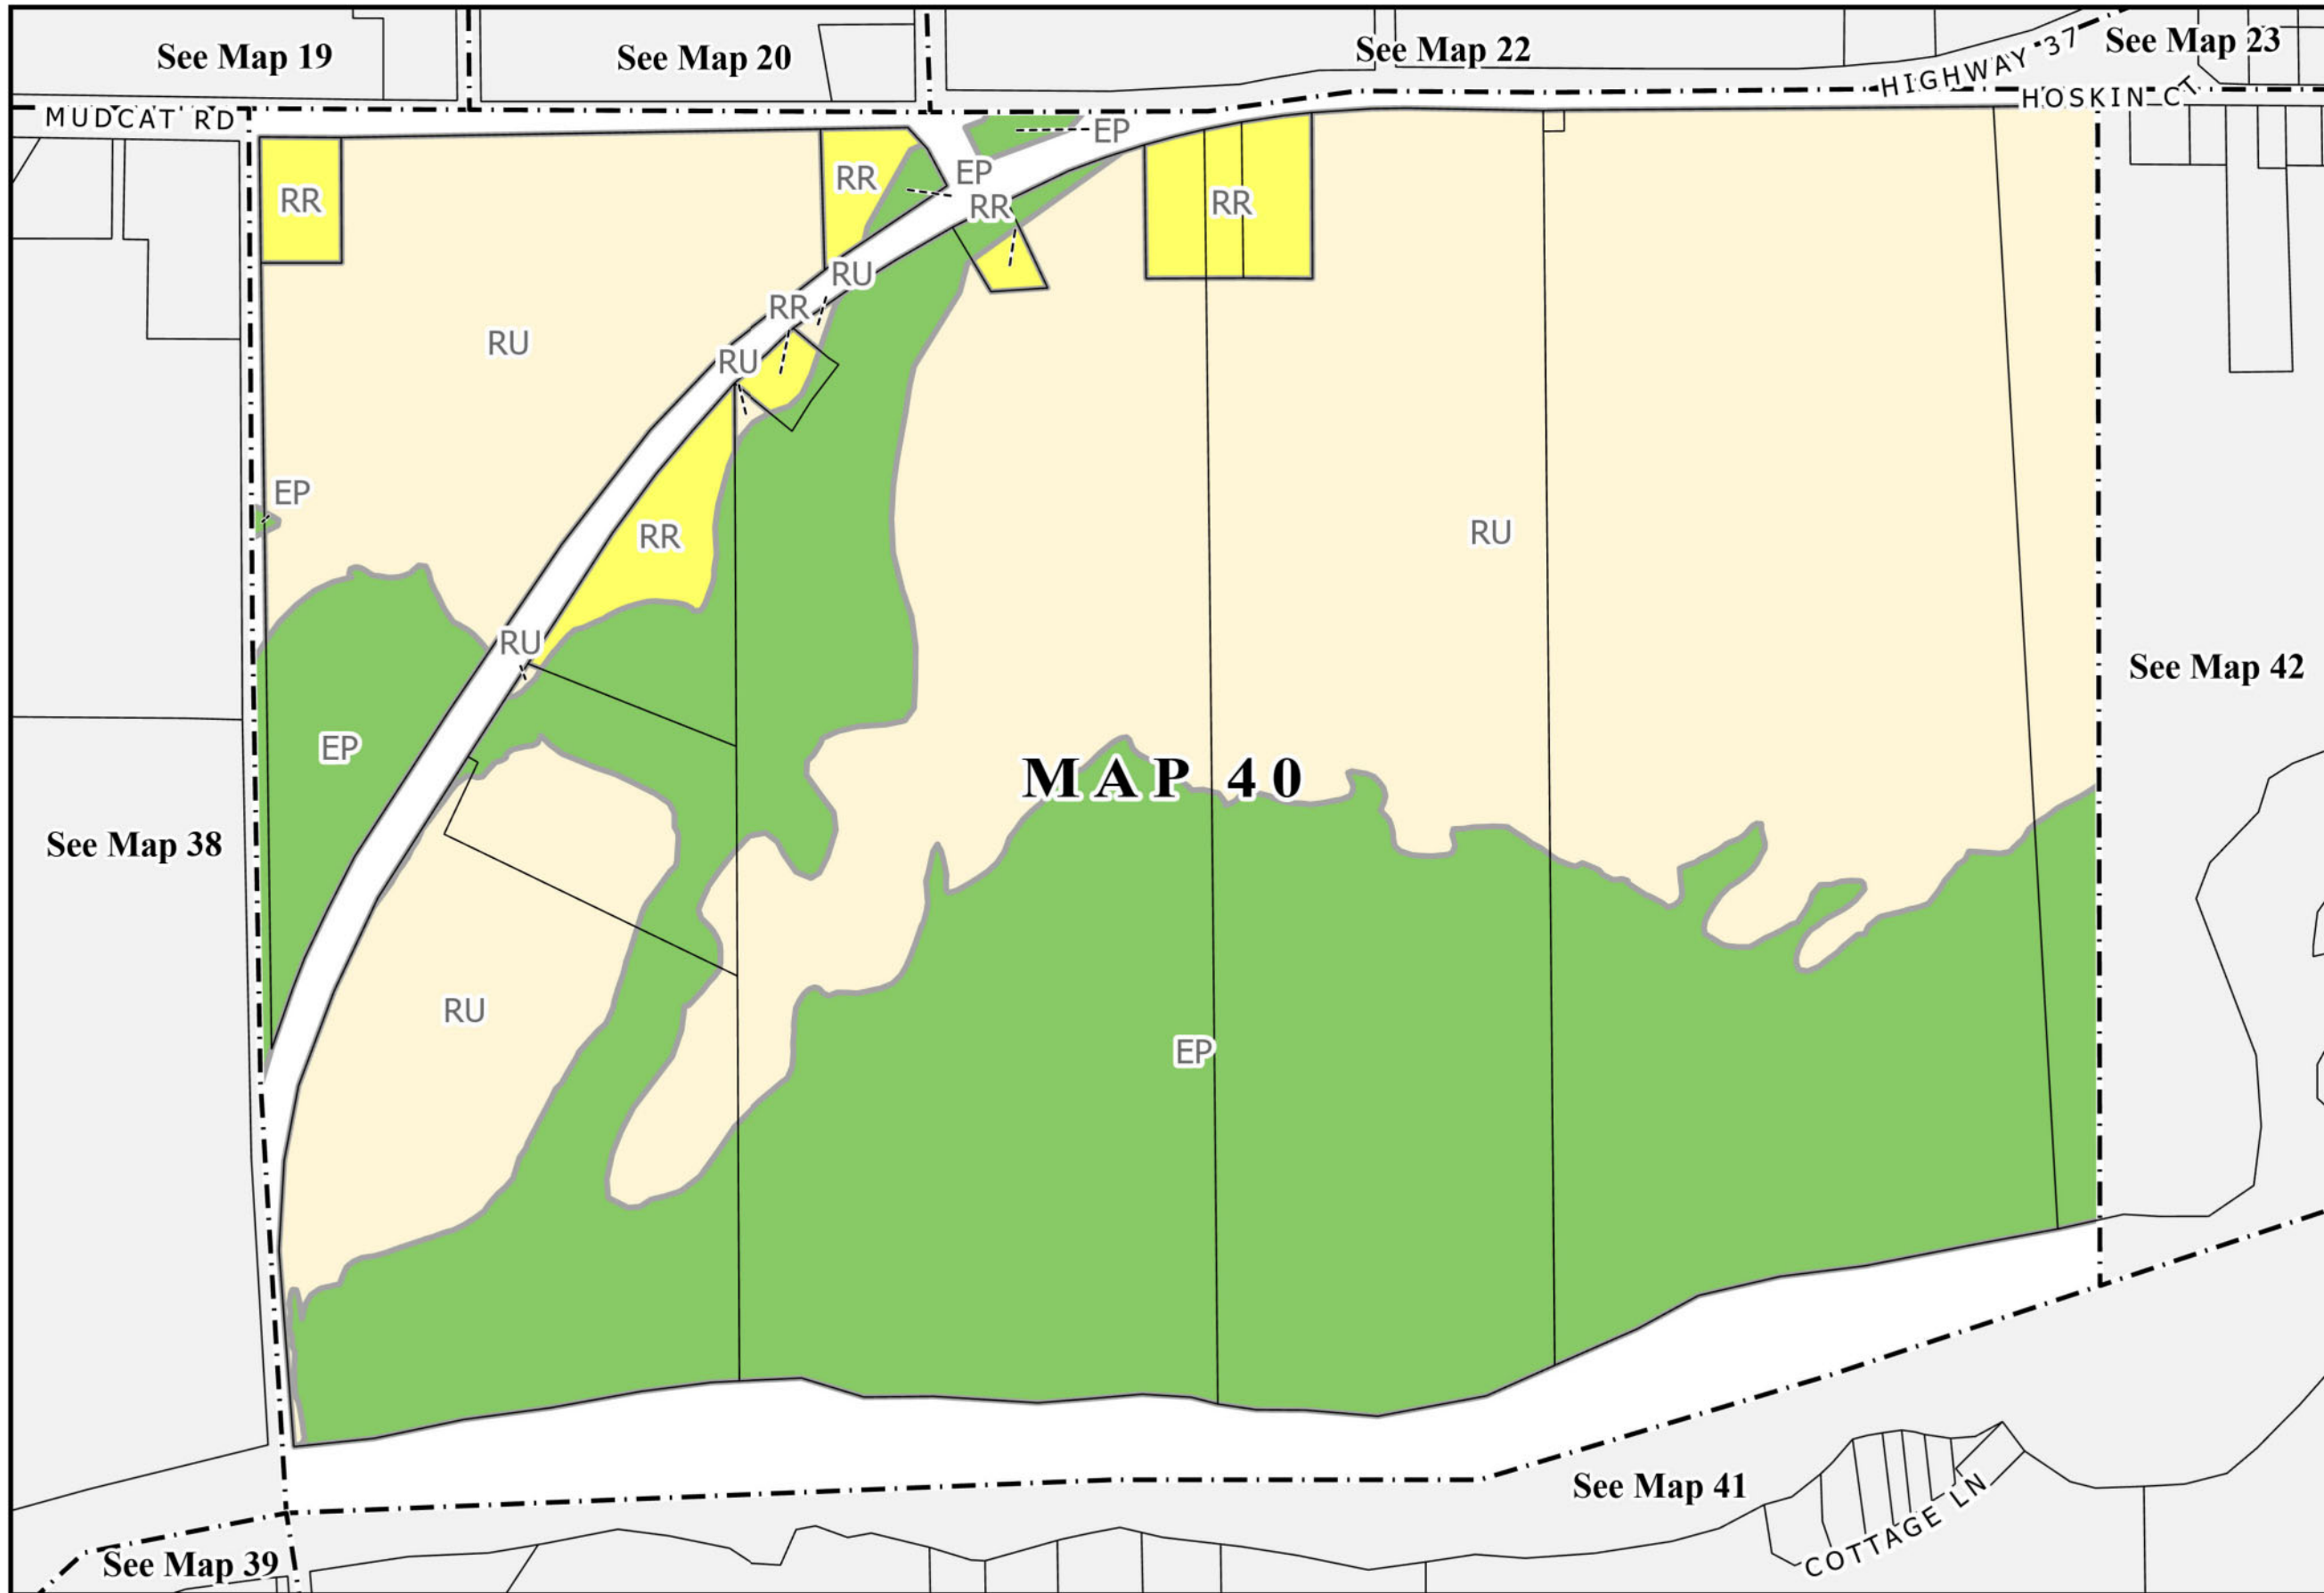 See Map 19
See Map 20
See Map 22
See Map 23
HIGHWAY 37
HOSKIN CT
MUDCAT RD
EP
EP
RR
RR
RR
RR
RU
RR
RU
RU
EP
RR
RU
RU
See Map 42
EP
MAP 40
See Map 38
RU
EP
See Map 41
COTTAGE LN
See Map 39